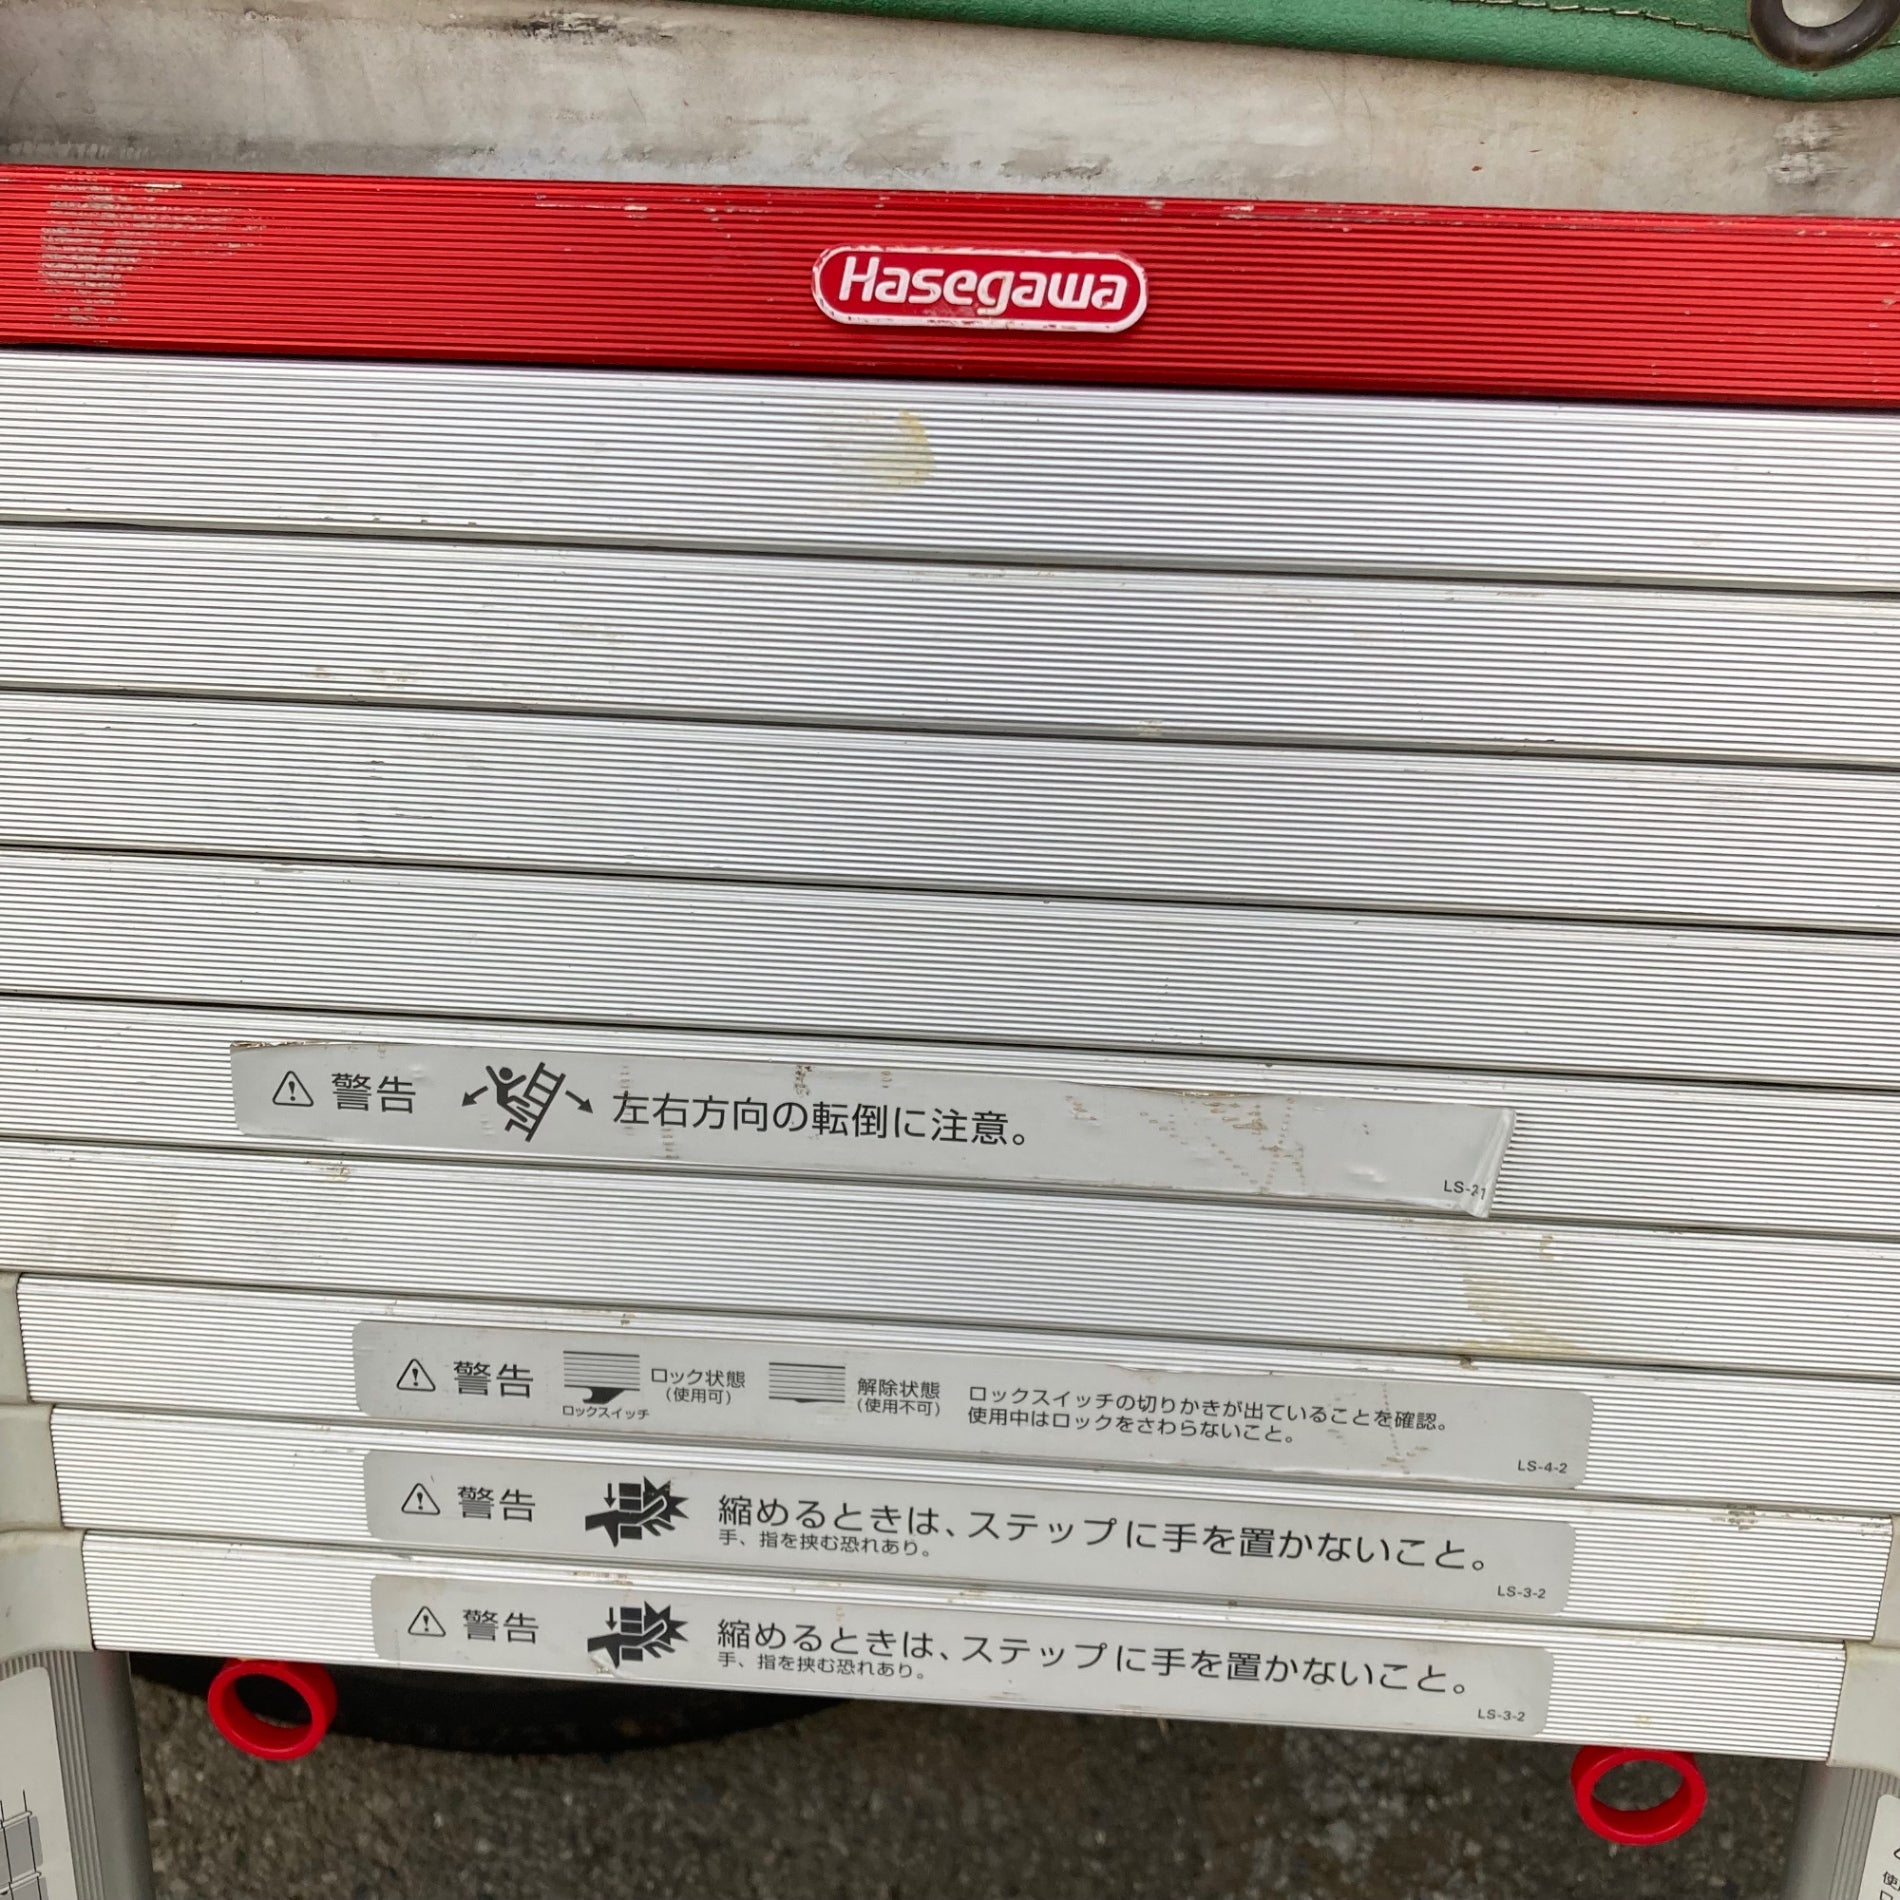 Hasegawa
警告 左右方向の転倒に注意。
LS-21
警告 ロック状態 解除状態 ロックスイッチの切りかきが出ていることを確認。
(使用可) (使用不可) 使用中はロックをさわらないこと。
ロックスイッチ
LS-4-2
警告 縮めるときは、ステップに手を置かないこと。
手、指を挟む恐れあり。
LS-3-2
警告 縮めるときは、ステップに手を置かないこと。
手、指を挟む恐れあり。
LS-3-2